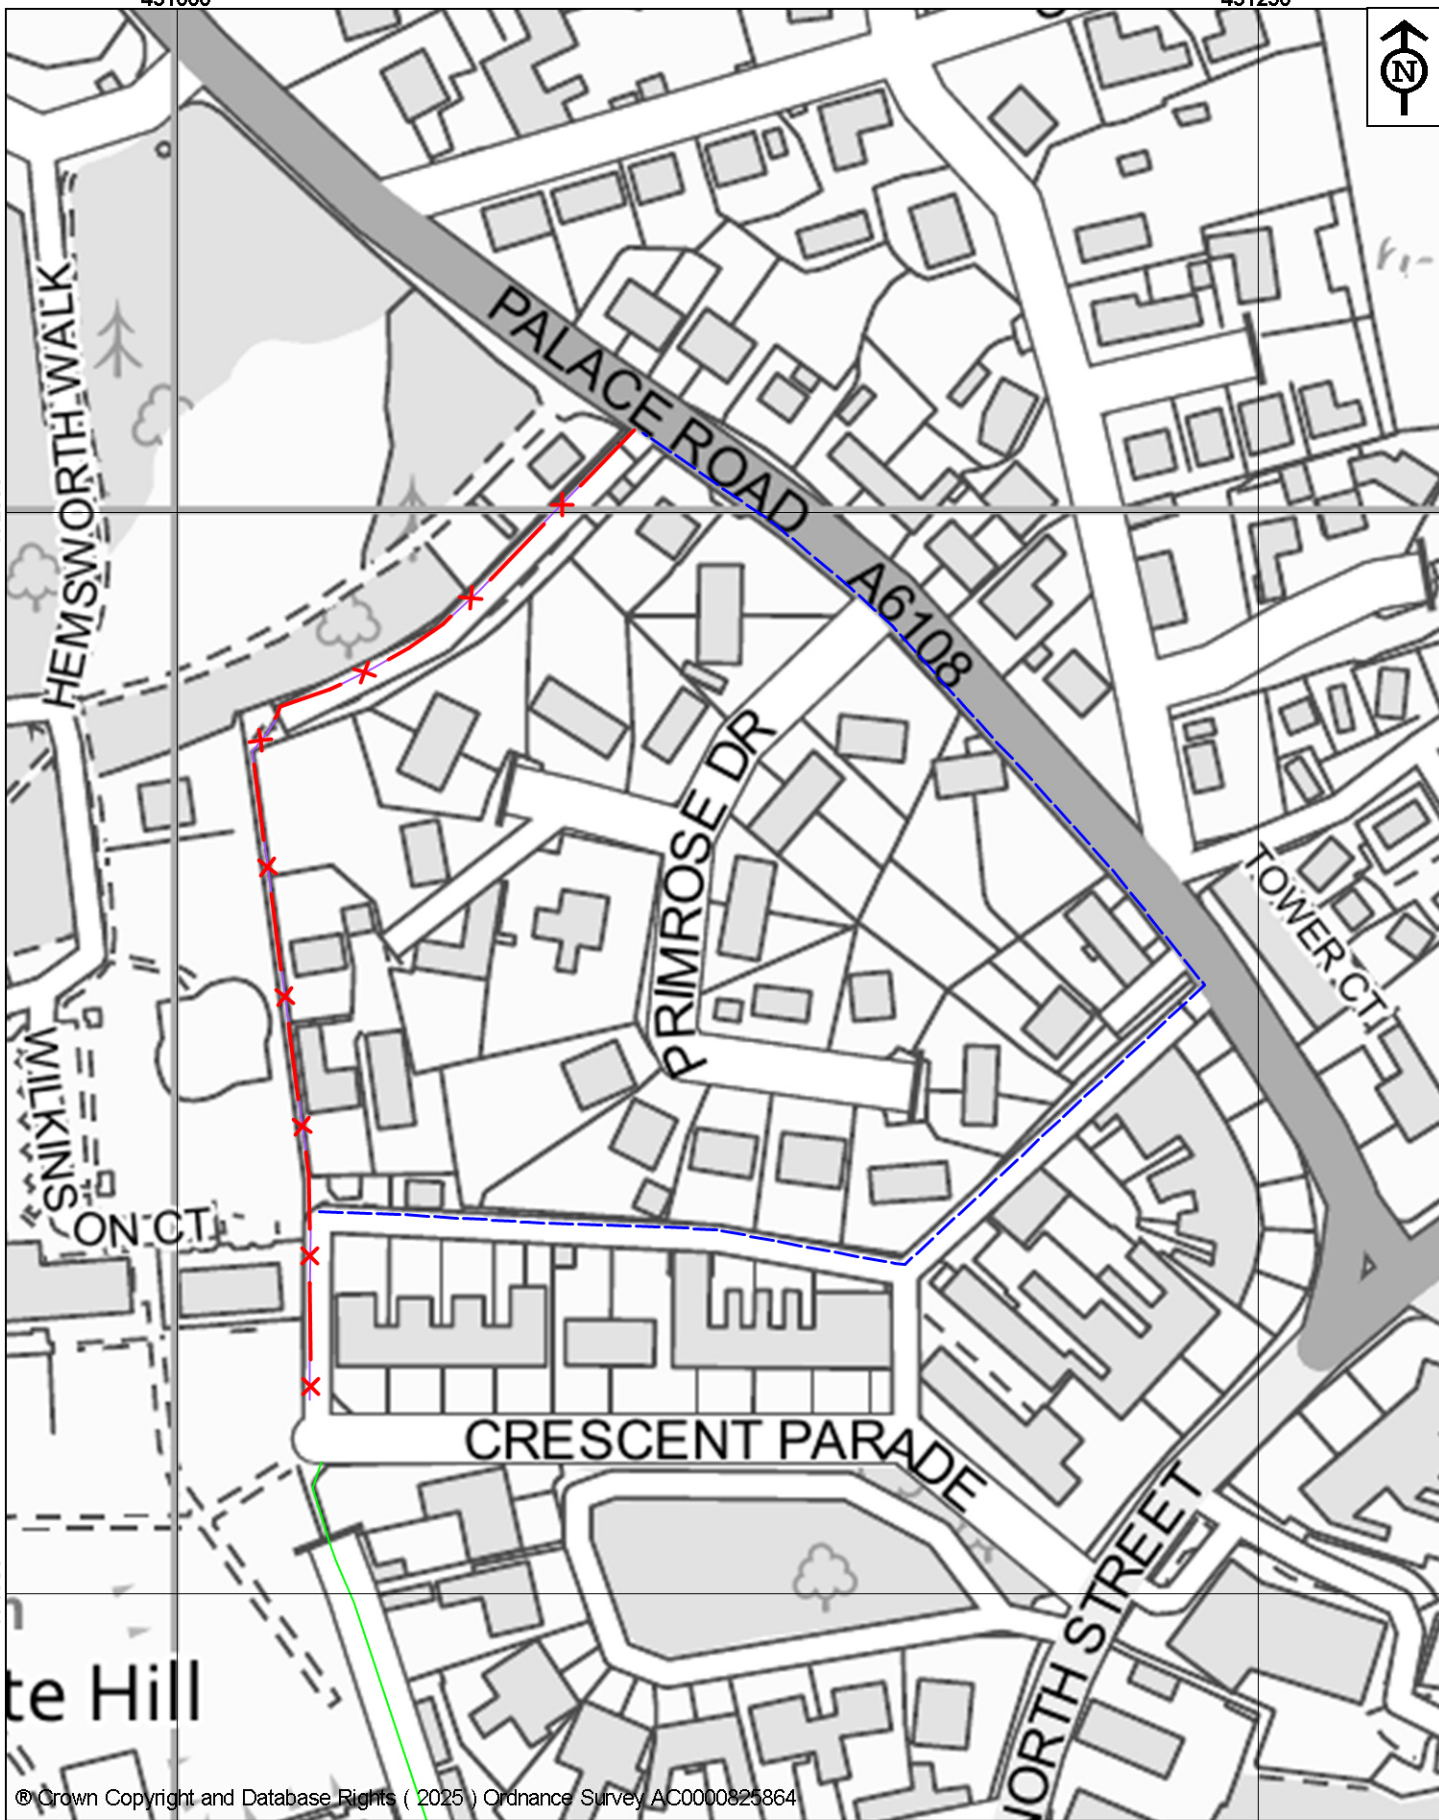 N
PALACE ROAD
A6108
HEMSWORTH WALK
PRIMROSE DR
TOWER CT
WILKINS
ON CT
CRESCENT PARADE
NORTH STREET
te Hill
® Crown Copyright and Database Rights ( 2025 ) Ordnance Survey AC0000825864